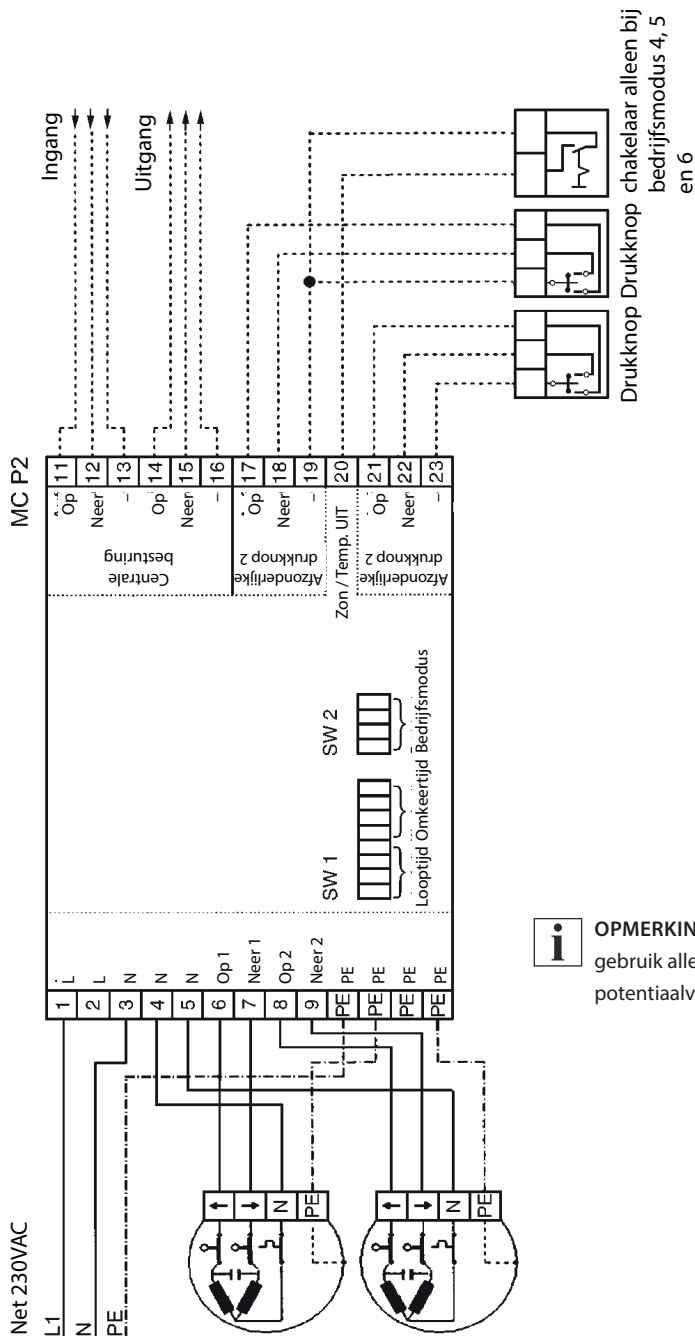 Net 230VAC
L1
N
PE
MC P2
1 L
2 L
3 N
4 N
5 N
6 Op 1
7 Neer 1
8 Op 2
9 Neer 2
PE PE
PE PE
PE PE
PE PE
N
PE
N
PE
SW 1
SW 2
Looptijd Omkeertijd Bedrijfsmodus
Centrale
besturing
Afzonderlijke
drukknop 2
Zon / Temp. UIT
Afzonderlijke
drukknop 2
Op 11
Neer 12
– 13
Op 14
Neer 15
– 16
Op 17
Neer 18
– 19
20
Op 21
Neer 22
– 23
Ingang
Uitgang
Drukknop
Drukknop
chakelaar alleen bij
bedrijfsmodus 4, 5
en 6
i
OPMERKIN
gebruik alle
potentiaalv